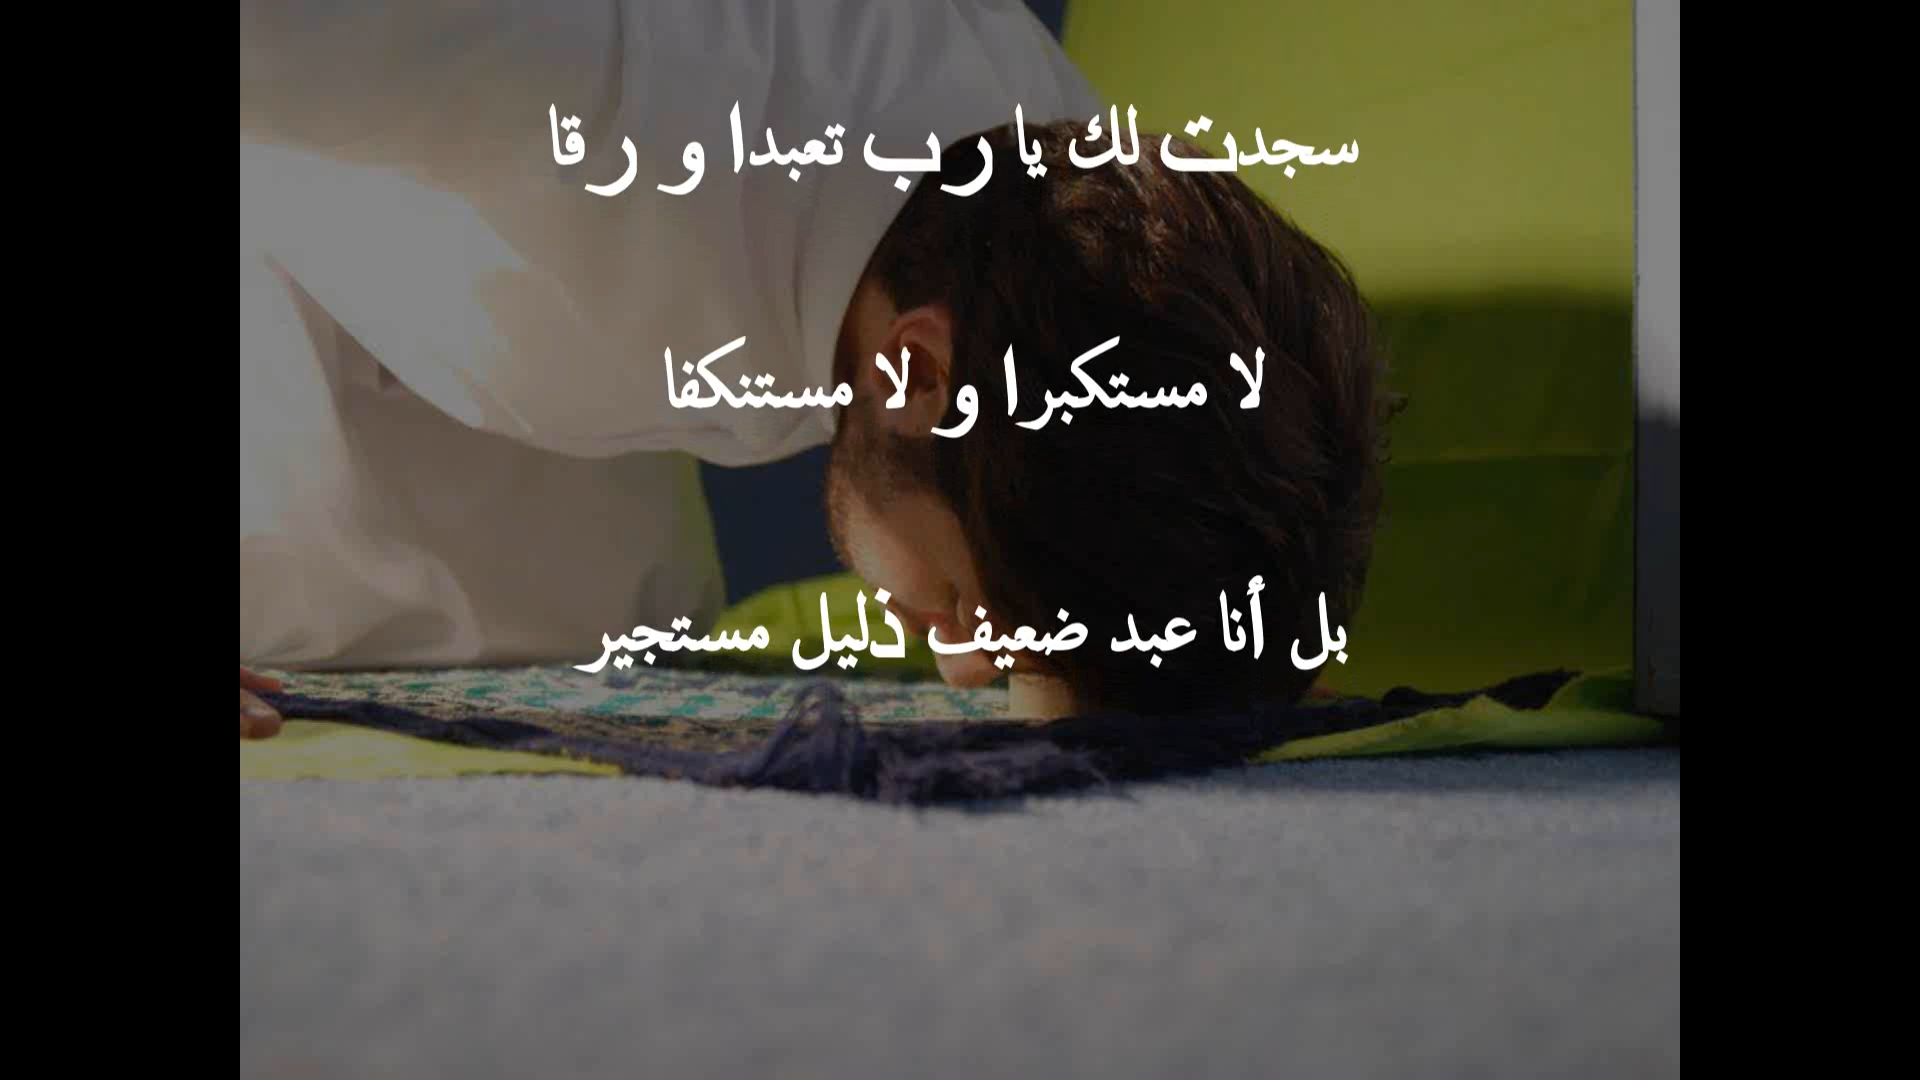 سجدت لك يا رب تعبدا و رقا
لا مستكبرا و لا مستنكفا
بل أنا عبد ضعيف ذليل مستجير